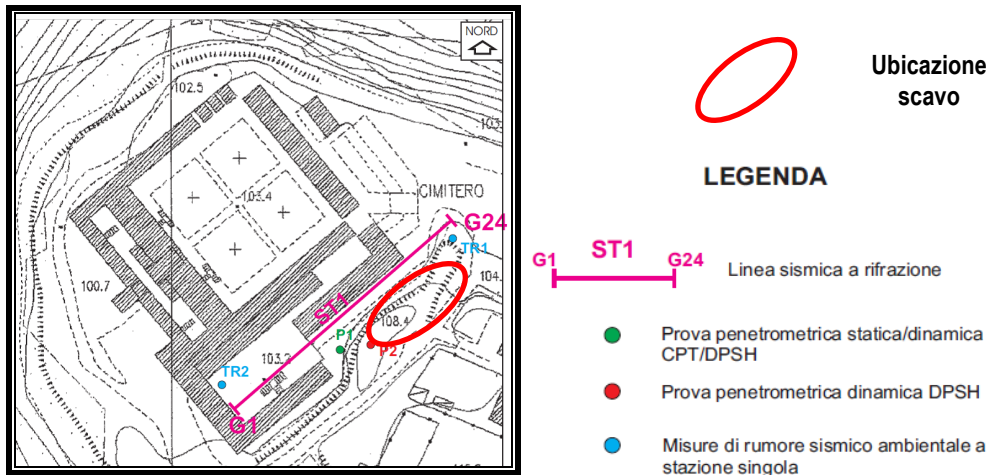 NORD
102.5
103.4
CIMITERO
G24
TR1
104.
100.7
ST1
108.4
P1
P2
103.2
TR2
G1
Ubicazione
scavo
LEGENDA
G1 ST1 G24
Linea sismica a rifrazione
Prova penetrometrica statica/dinamica
CPT/DPSH
Prova penetrometrica dinamica DPSH
Misure di rumore sismico ambientale a
stazione singola